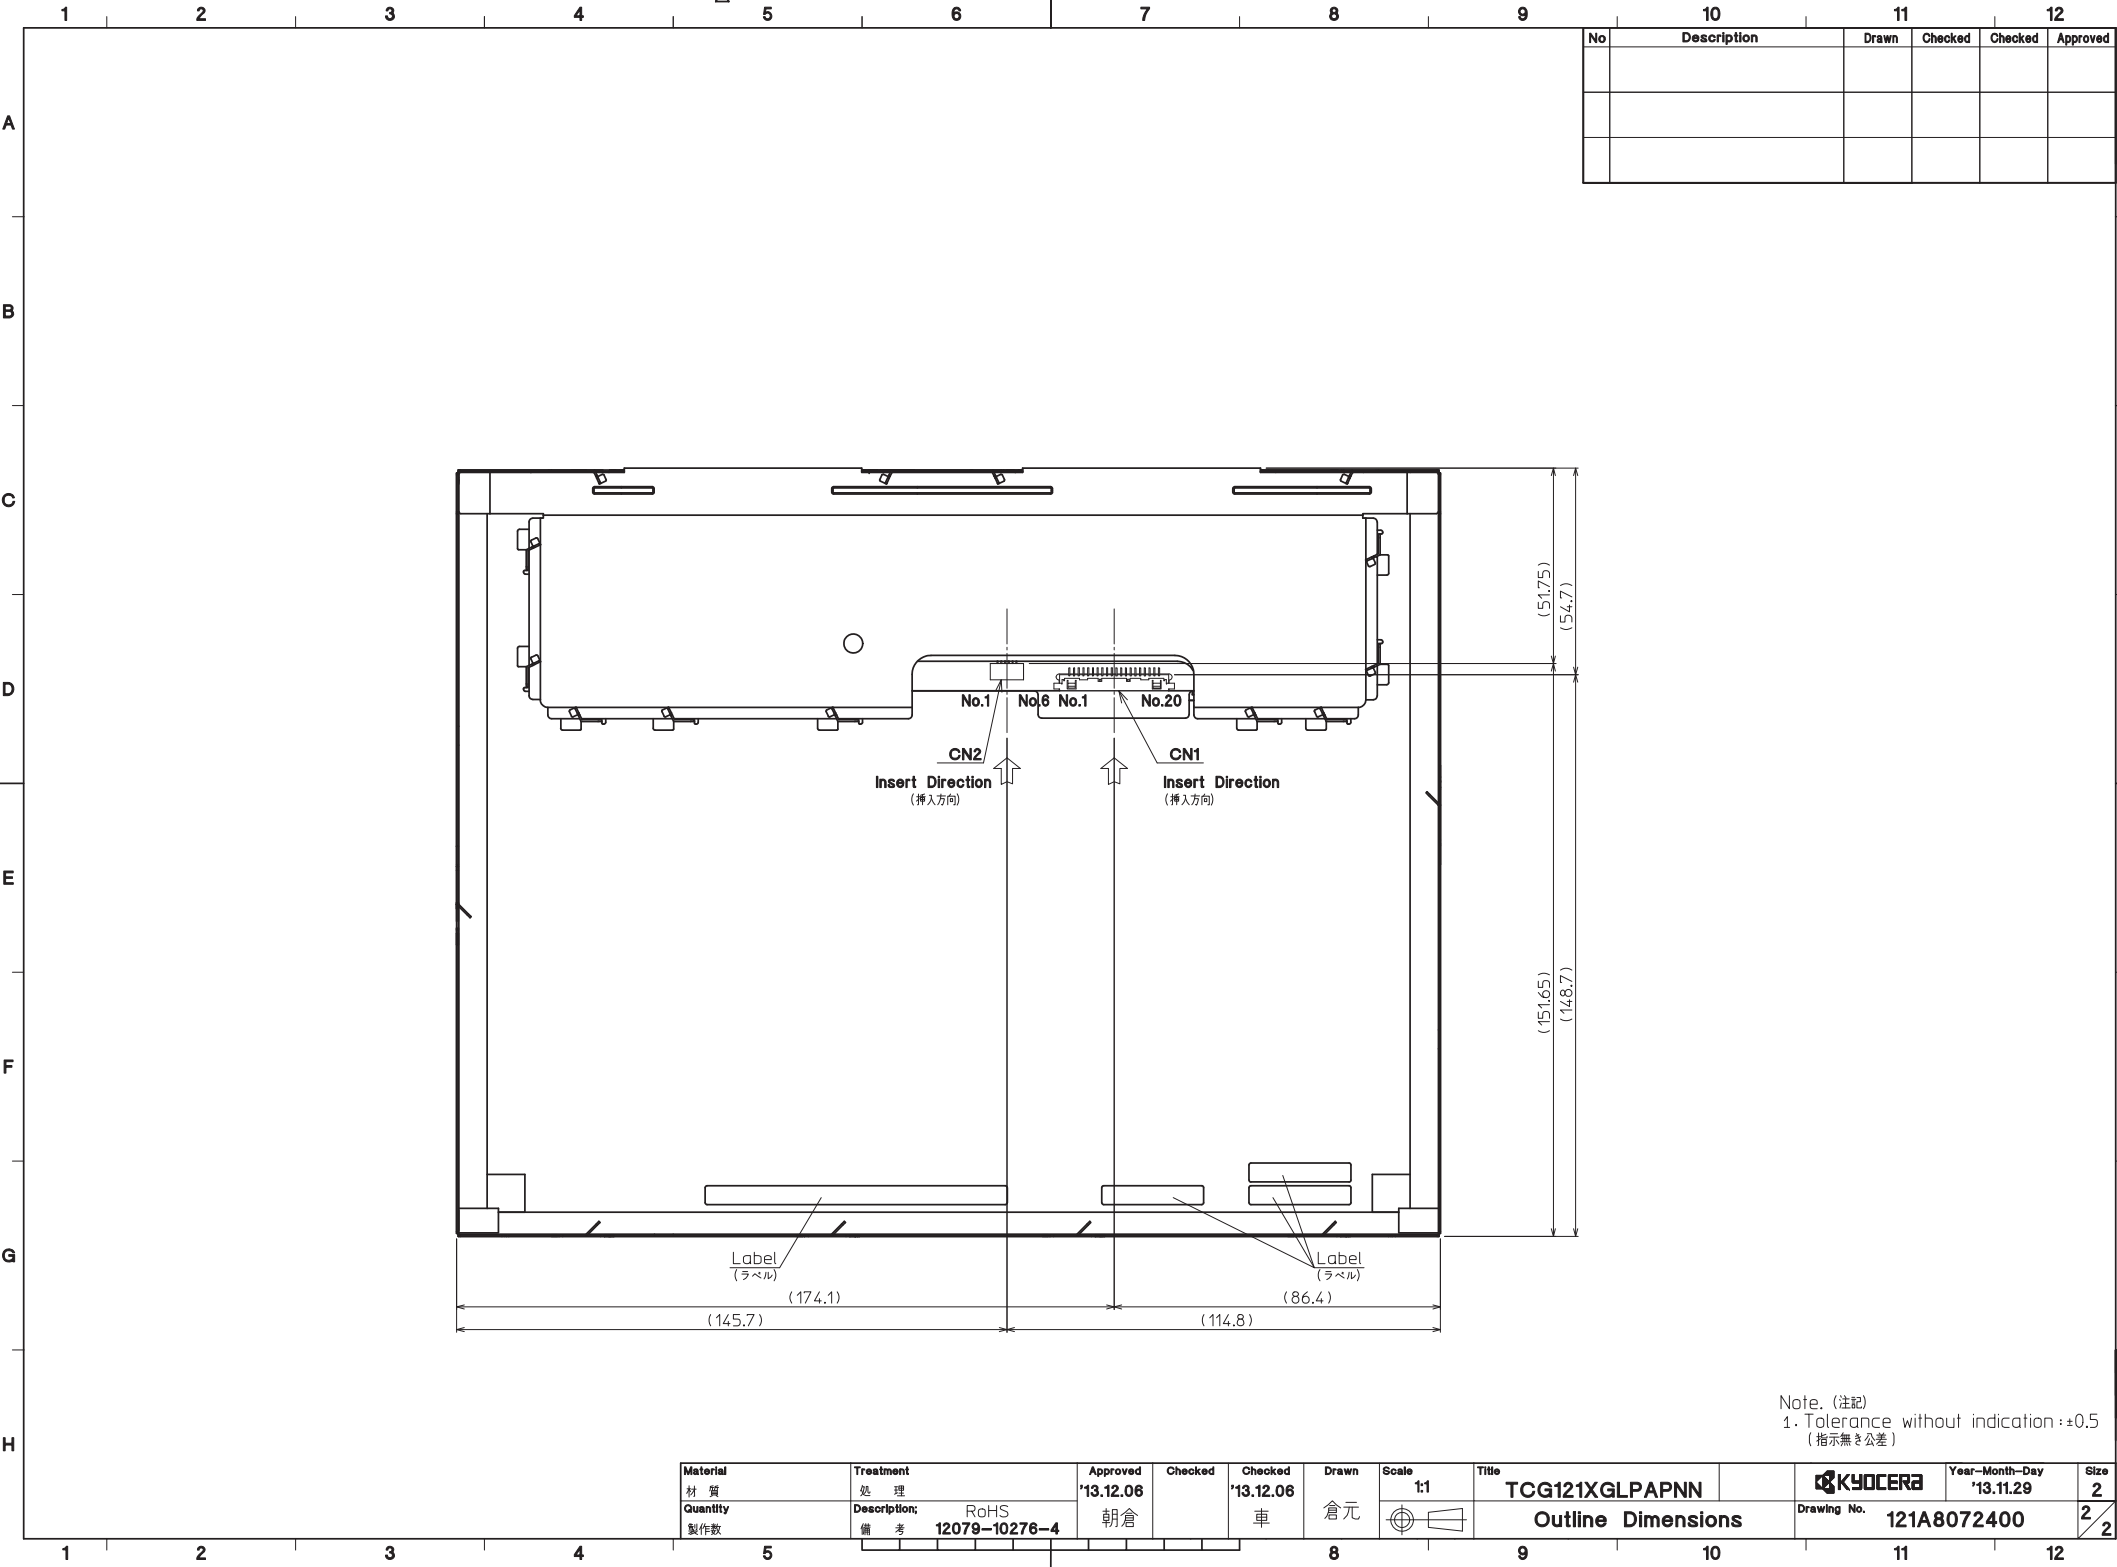 1 2 3 4 5 6 7 8 9 10 11 12
No Description Drawn Checked Checked Approved
A
B
C
D
E
F
G
H
(51.75)
(54.7)
No.1 No.6 No.1 No.20
CN2 CN1
Insert Direction Insert Direction
(挿入方向) (挿入方向)
(151.65)
(148.7)
Label Label
(ラベル) (ラベル)
(174.1) (86.4)
(145.7) (114.8)
Note. (注記)
1. Tolerance without indication : ±0.5
(指示無き公差)
Material Treatment Approved Checked Checked Drawn Scale Title KYOCERA Year-Month-Day Size
材 質 処 理 '13.12.06 '13.12.06 1:1 TCG121XGLPAPNN '13.11.29 2
Quantity Description; RoHS 朝倉 車 倉元 Outline Dimensions Drawing No. 121A8072400 2/2
製作数 備 考 12079-10276-4
1 2 3 4 5 8 9 10 11 12